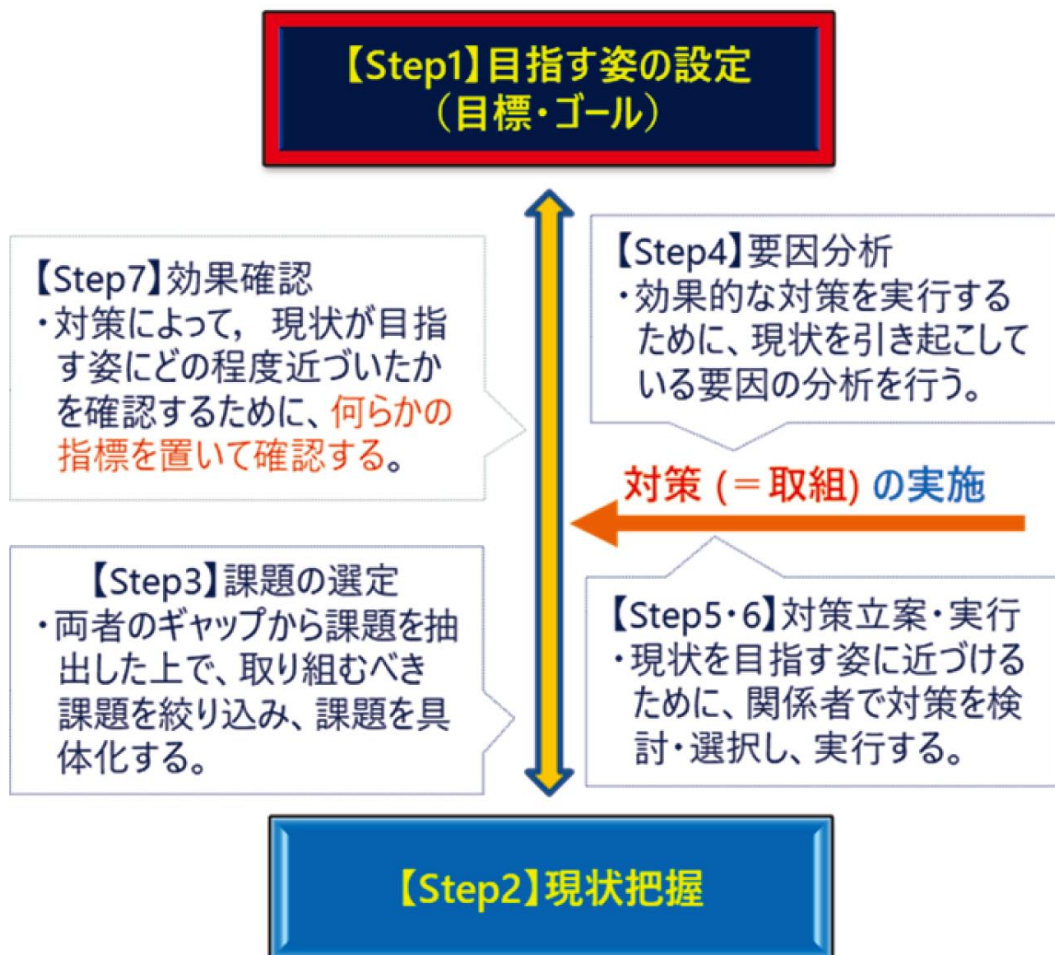 【Step1】目指す姿の設定
（目標・ゴール）
【Step7】効果確認
・対策によって，現状が目指
す姿にどの程度近づいたか
を確認するために、何らかの
指標を置いて確認する。
【Step4】要因分析
・効果的な対策を実行する
ために、現状を引き起こして
いる要因の分析を行う。
対策 (＝取組) の実施
【Step3】課題の選定
・両者のギャップから課題を抽
出した上で、取り組むべき
課題を絞り込み、課題を具
体化する。
【Step5・6】対策立案・実行
・現状を目指す姿に近づける
ために、関係者で対策を検
討・選択し、実行する。
【Step2】現状把握